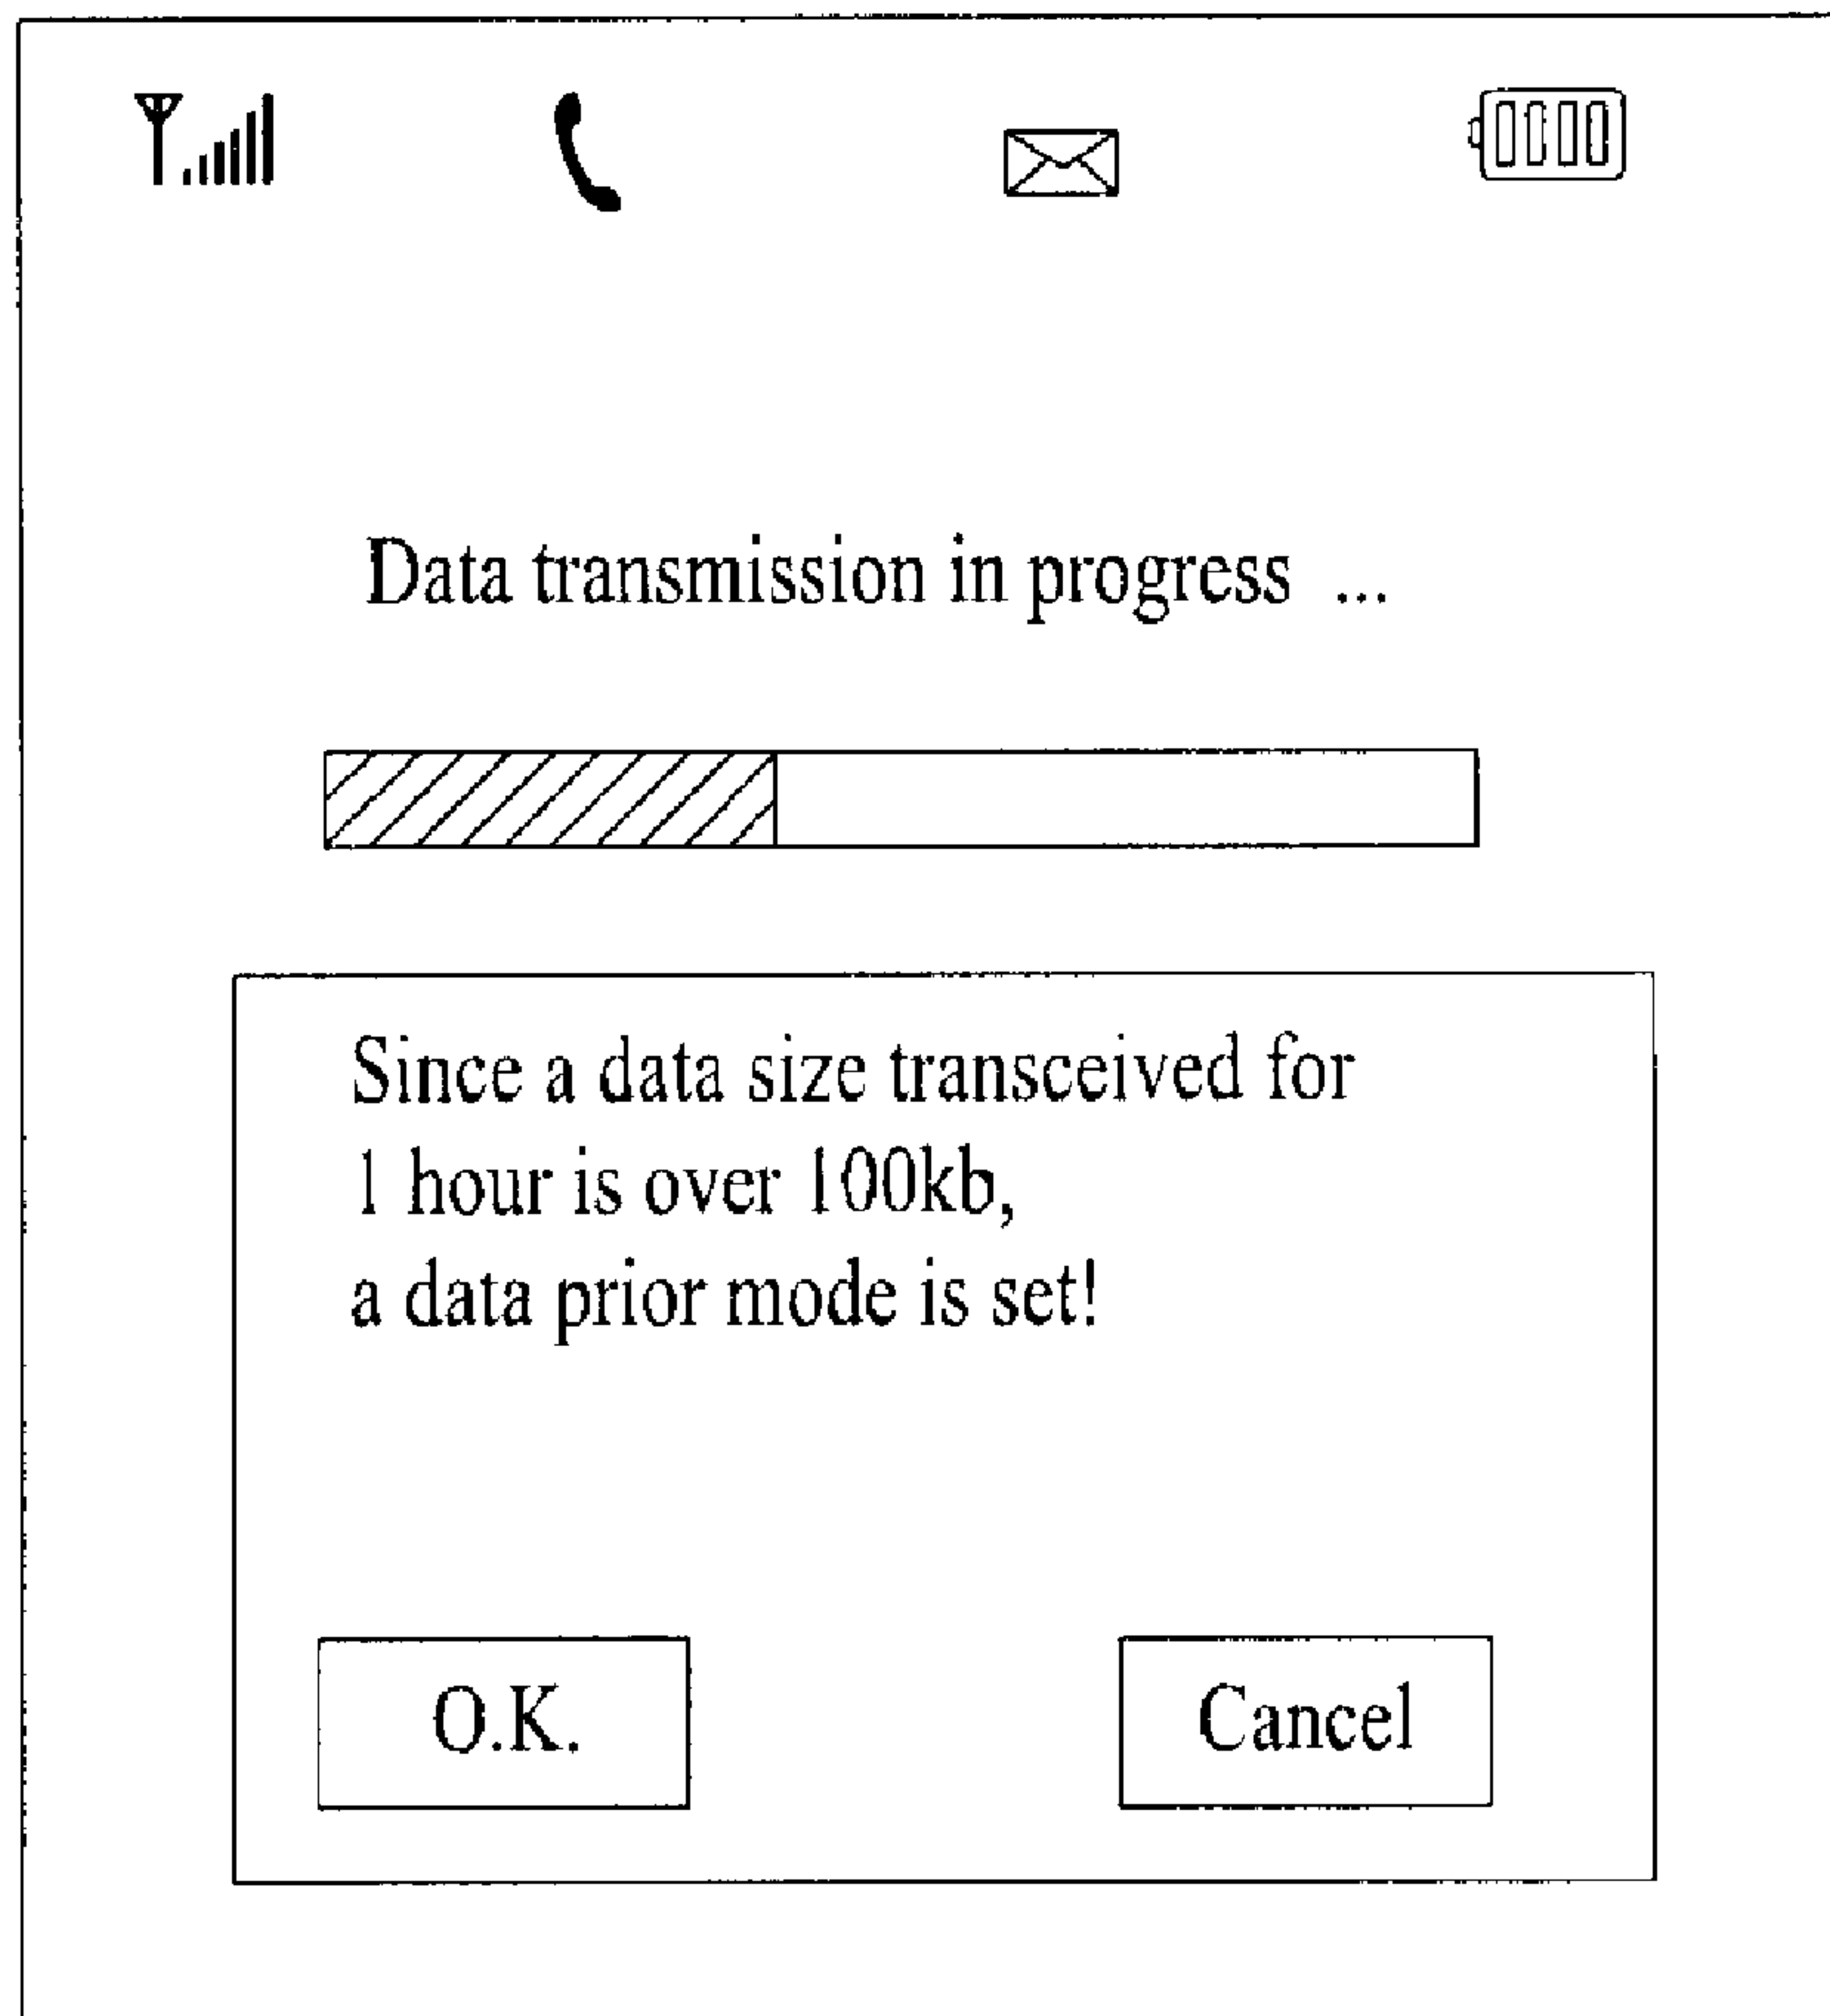 Data transmission in progress ...
Since a data size transceived for
1 hour is over 100kb,
a data prior mode is set!
O.K.
Cancel